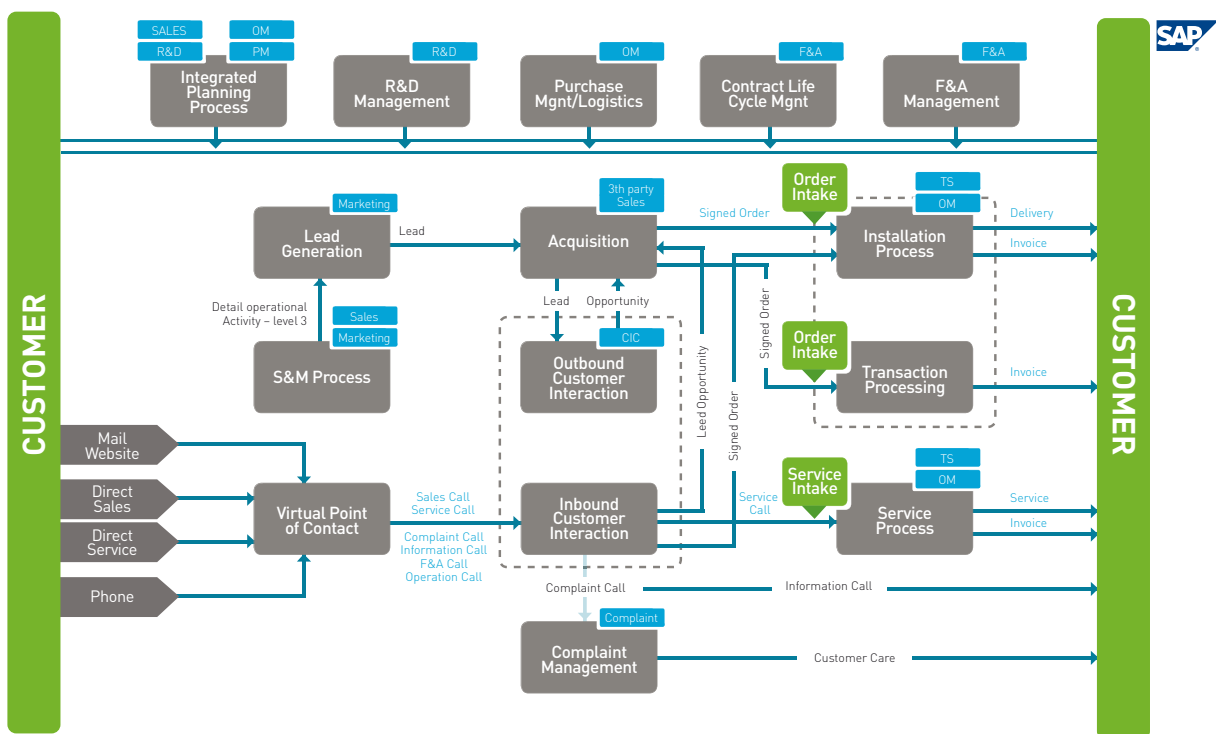 CUSTOMER
SALES
OM
R&D
PM
Integrated
Planning
Process
R&D
R&D
Management
OM
Purchase
Mgnt/Logistics
F&A
Contract Life
Cycle Mgnt
F&A
F&A
Management
SAP
®
CUSTOMER
Marketing
Lead
Generation
Lead
3th party
Sales
Acquisition
Signed Order
Order
Intake
TS
OM
Installation
Process
Delivery
Invoice
Detail operational
Activity – level 3
Sales
Marketing
S&M Process
Lead
Opportunity
CIC
Outbound
Customer
Interaction
Leed Opportunity
Signed Order
Signed Order
Order
Intake
Transaction
Processing
Invoice
Mail
Website
Direct
Sales
Direct
Service
Phone
Virtual Point
of Contact
Sales Call
Service Call
Complaint Call
Information Call
F&A Call
Operation Call
Inbound
Customer
Interaction
Service
Call
Service
Intake
TS
OM
Service
Process
Service
Invoice
Complaint Call
Information Call
Complaint
Complaint
Management
Customer Care